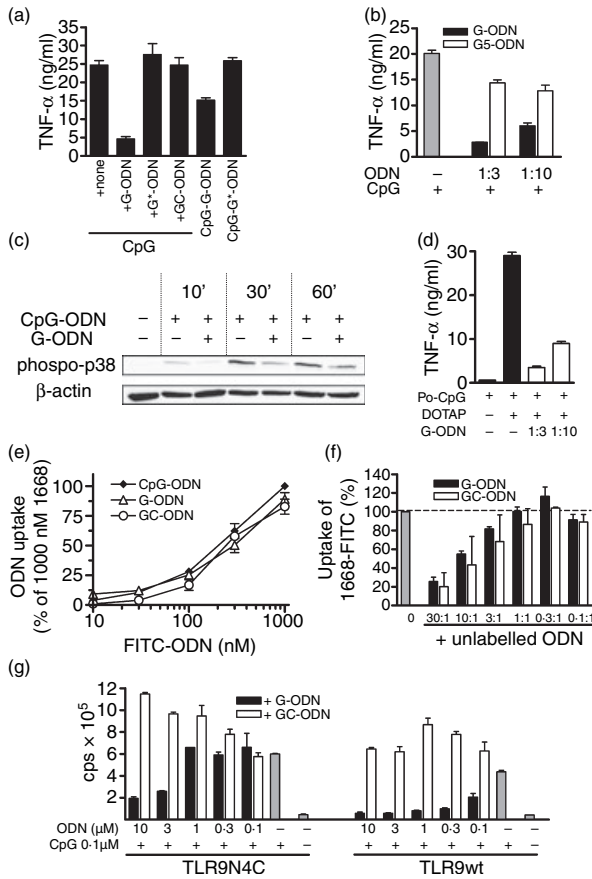 (a)
TNF-α (ng/ml)
30
25
20
15
10
5
0
+none
+G-ODN
+G*-ODN
+GC-ODN
CpG-G-ODN
CpG-G*-ODN
CpG
(b)
G-ODN
G5-ODN
TNF-α (ng/ml)
25
20
15
10
5
0
ODN – 1:3 1:10
CpG + + +
(c)
10’ 30’ 60’
CpG-ODN – + + + + + +
G-ODN – – + – + – +
phospo-p38
β-actin
(d)
TNF-α (ng/ml)
30
20
10
0
Po-CpG + + + +
DOTAP – + + +
G-ODN – – 1:3 1:10
(e)
CpG-ODN
G-ODN
GC-ODN
ODN uptake
(% of 1000 nM 1668)
100
75
50
25
0
10 100 1000
FITC-ODN (nM)
(f)
G-ODN
GC-ODN
Uptake of
1668-FITC (%)
140
120
100
80
60
40
20
0
0 30:1 10:1 3:1 1:1 0·3:1 0·1:1
+ unlabelled ODN
(g)
+ G-ODN
+ GC-ODN
cps × 10⁵
12
9
6
3
0
ODN (μM) 10 3 1 0·3 0·1 – – 10 3 1 0·3 0·1 – –
CpG 0·1μM + + + + + + – + + + + + + –
TLR9N4C TLR9wt